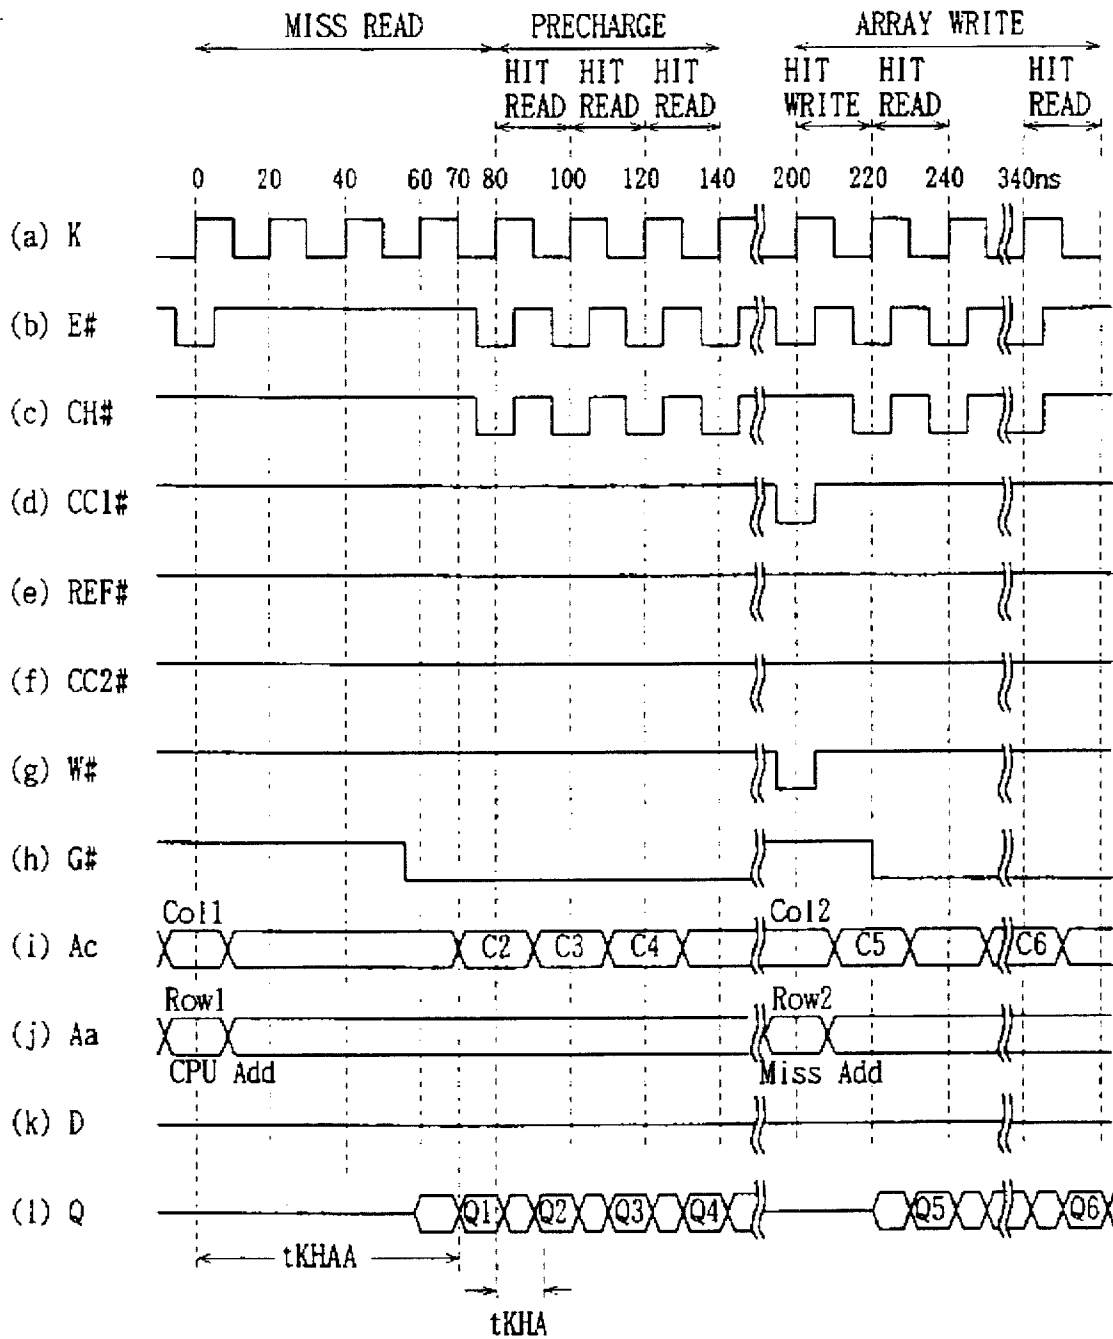 MISS READ PRECHARGE ARRAY WRITE
HIT HIT HIT HIT HIT HIT
READ READ READ WRITE READ READ
0 20 40 60 70 80 100 120 140 200 220 240 340ns
(a) K
(b) E#
(c) CH#
(d) CC1#
(e) REF#
(f) CC2#
(g) W#
(h) G#
Col1 Col2
(i) Ac C2 C3 C4 C5 C6
Row1 Row2
(j) Aa
CPU Add Miss Add
(k) D
(l) Q Q1 Q2 Q3 Q4 Q5 Q6
tKHAA
tKHA